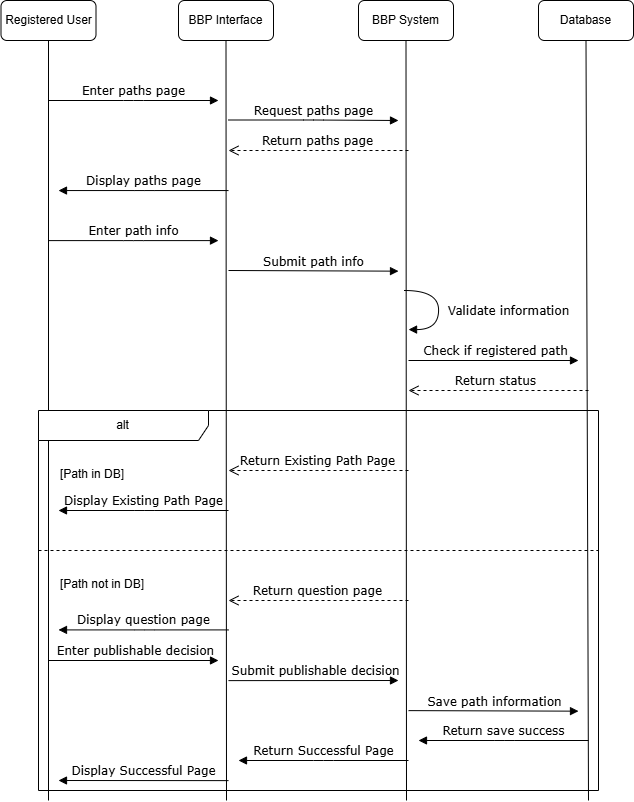 Registered User
BBP Interface
BBP System
Database
Enter paths page
Request paths page
Return paths page
Display paths page
Enter path info
Submit path info
Validate information
Check if registered path
Return status
alt
Return Existing Path Page
[Path in DB]
Display Existing Path Page
[Path not in DB]
Return question page
Display question page
Enter publishable decision
Submit publishable decision
Save path information
Return save success
Return Successful Page
Display Successful Page